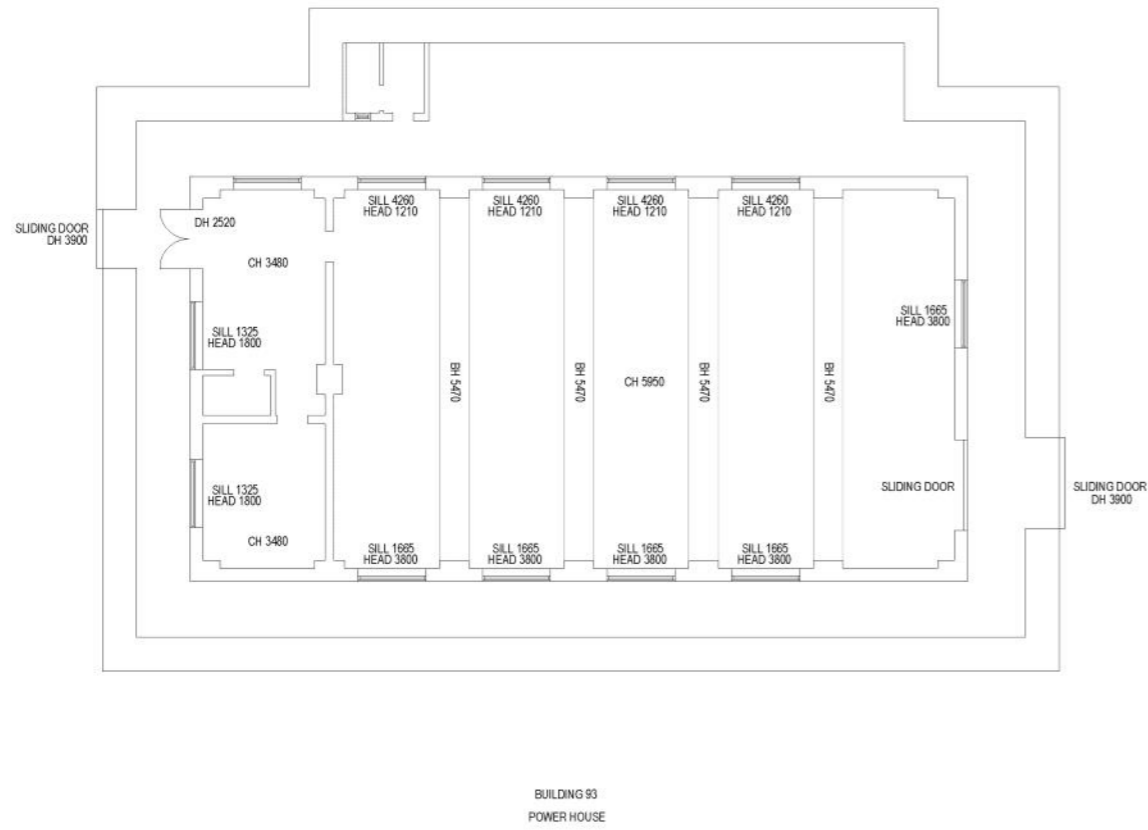 SILL 4260
HEAD 1210
SILL 4260
HEAD 1210
SILL 4260
HEAD 1210
SILL 4260
HEAD 1210
SLIDING DOOR
DH 3900
DH 2520
CH 3480
SILL 1325
HEAD 1800
SILL 1665
HEAD 3800
BH 5470
BH 5470
CH 5950
BH 5470
BH 5470
SILL 1325
HEAD 1800
SLIDING DOOR
SLIDING DOOR
DH 3900
CH 3480
SILL 1665
HEAD 3800
SILL 1665
HEAD 3800
SILL 1665
HEAD 3800
SILL 1665
HEAD 3800
BUILDING 93
POWER HOUSE